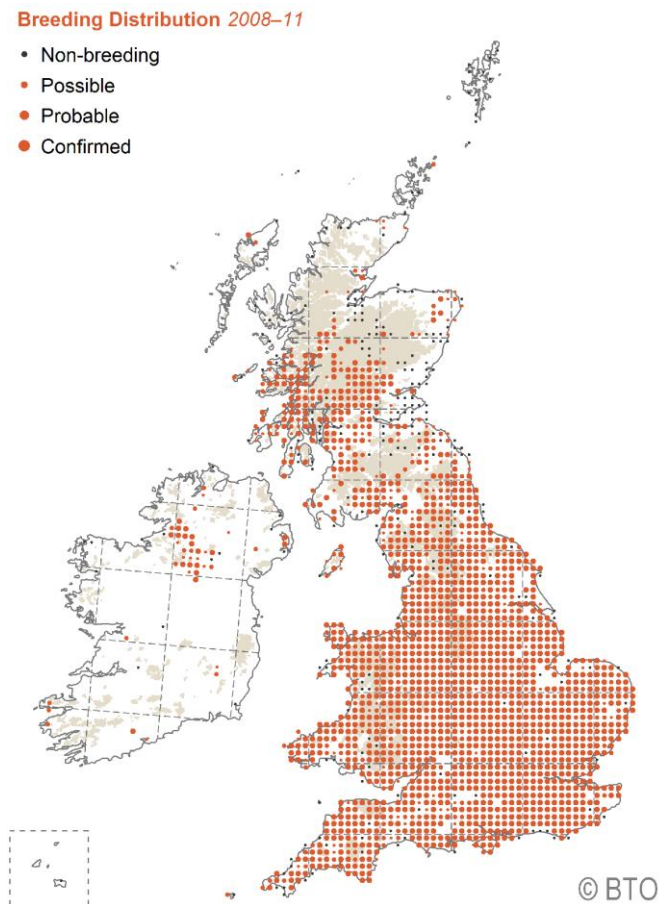 Breeding Distribution 2008–11
Non-breeding
Possible
Probable
Confirmed
© BTO